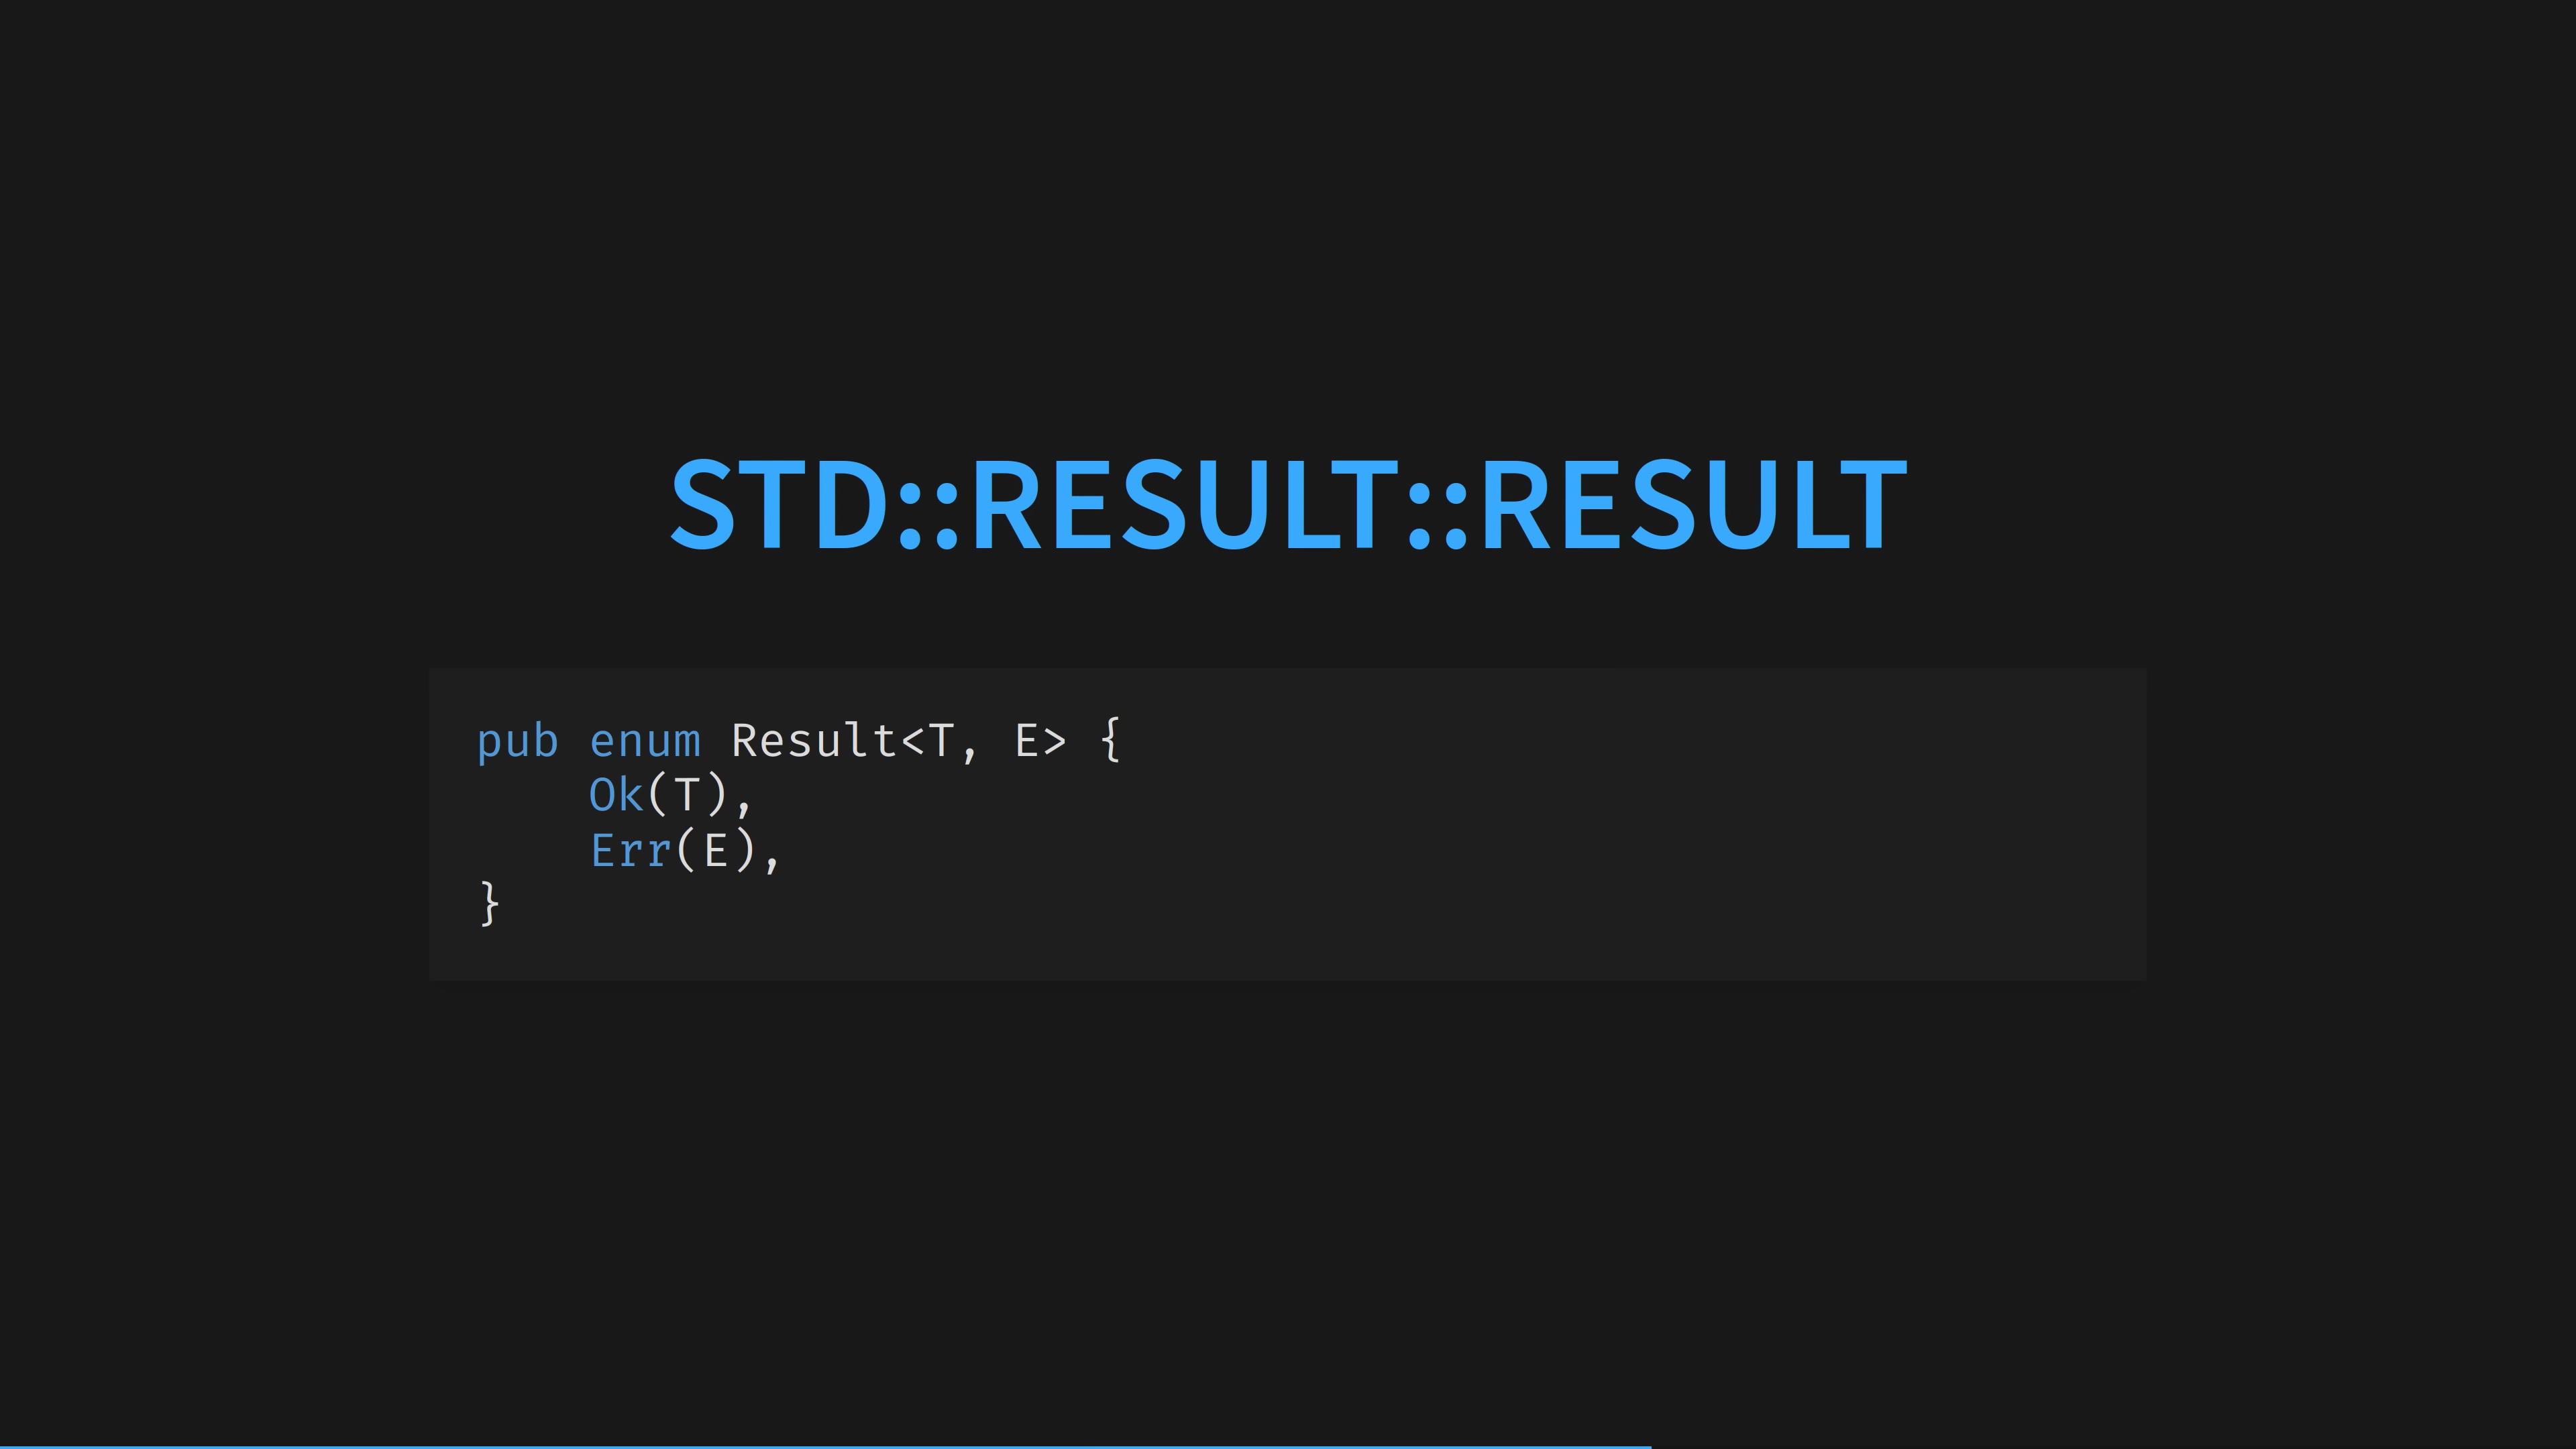 STD::RESULT::RESULT
pub enum Result<T, E> {
    Ok(T),
    Err(E),
}